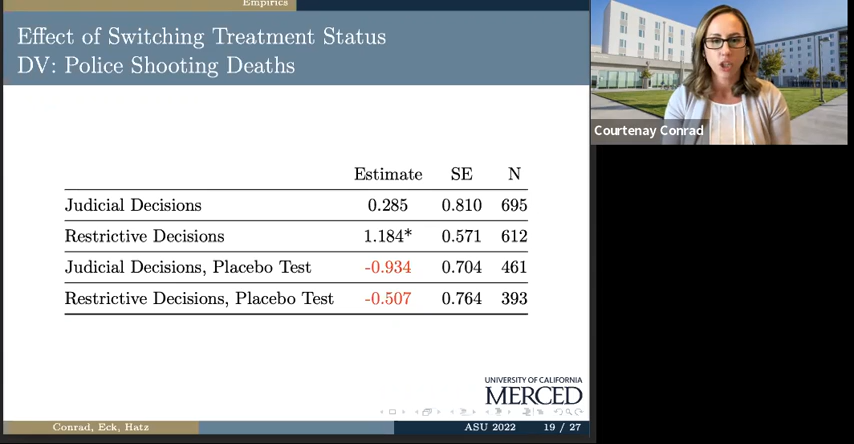 Empirics
Effect of Switching Treatment Status
DV: Police Shooting Deaths
Courtenay Conrad
Estimate SE N
Judicial Decisions 0.285 0.810 695
Restrictive Decisions 1.184* 0.571 612
Judicial Decisions, Placebo Test -0.934 0.704 461
Restrictive Decisions, Placebo Test -0.507 0.764 393
UNIVERSITY OF CALIFORNIA
MERCED
Conrad, Eck, Hatz ASU 2022 19 / 27